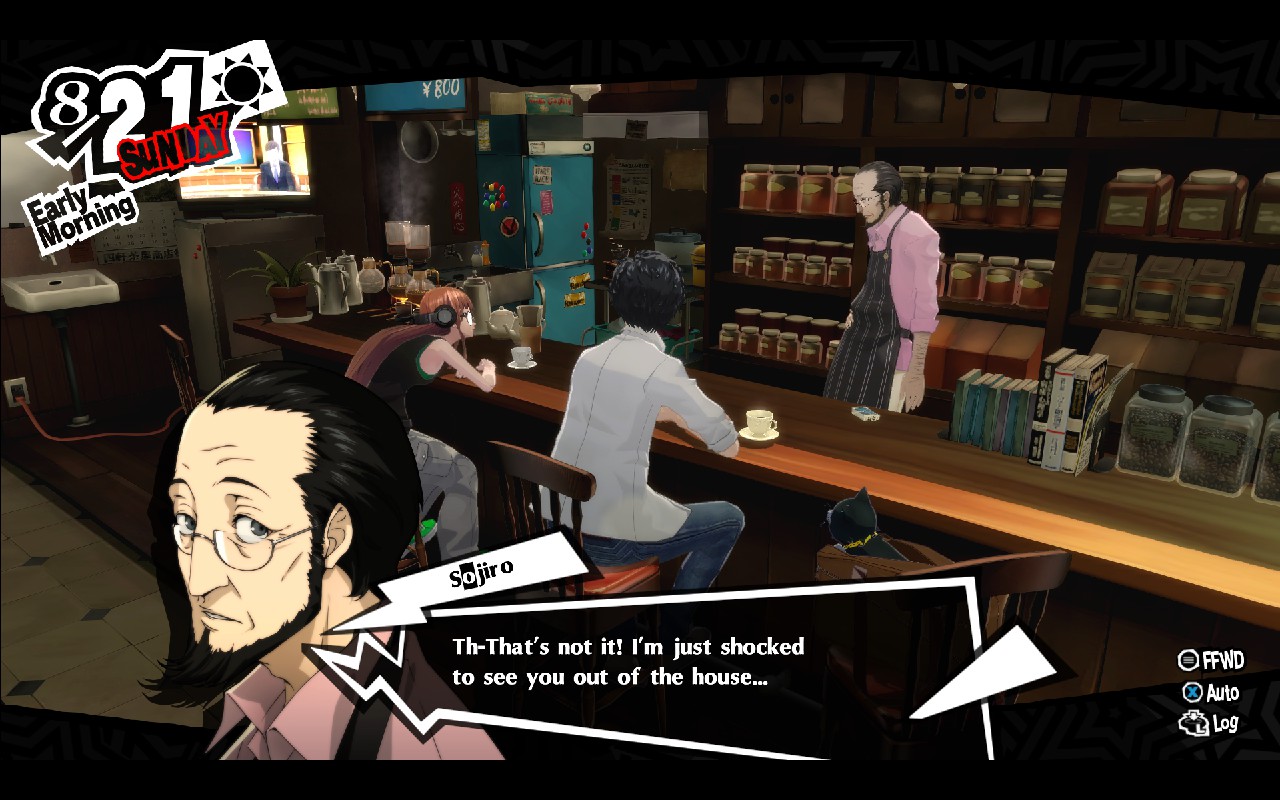 8/21
SUNDAY
Early
Morning
¥800
Sojiro
Th-That's not it! I'm just shocked
to see you out of the house...
FFWD
Auto
Log